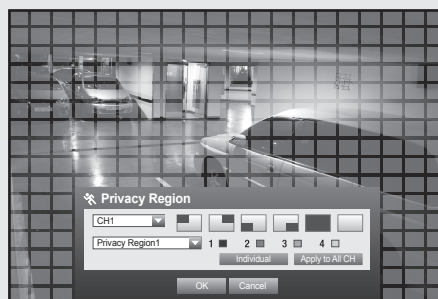 Privacy Region
CH1
Privacy Region1 1 2 3 4
Individual Apply to All CH
OK Cancel